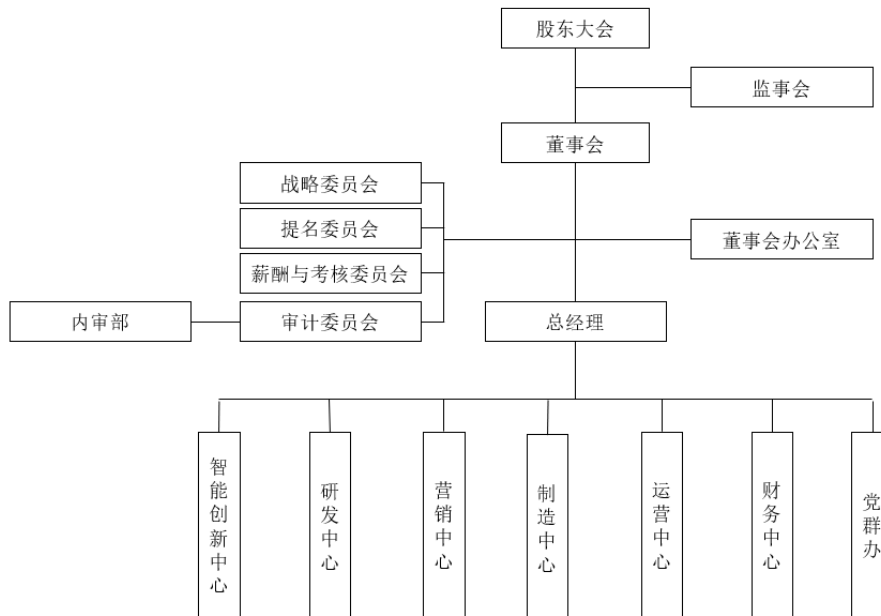 股东大会
监事会
董事会
战略委员会
提名委员会
董事会办公室
薪酬与考核委员会
内审部
审计委员会
总经理
智能创新中心
研发中心
营销中心
制造中心
运营中心
财务中心
党群办